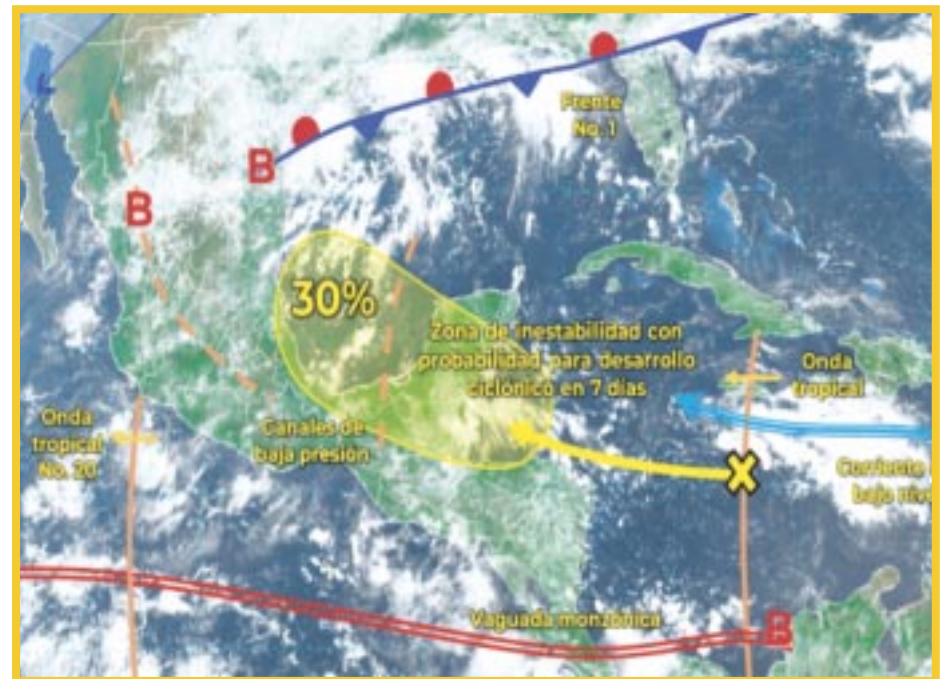 Frente
No. 1
B
B
30%
Zona de inestabilidad con
probabilidad para desarrollo
ciclónico en 7 días
Onda
tropical
Onda
tropical
No. 20
Canales de
baja presión
X
Corriente
bajo nive
Vaguada monzónica
B